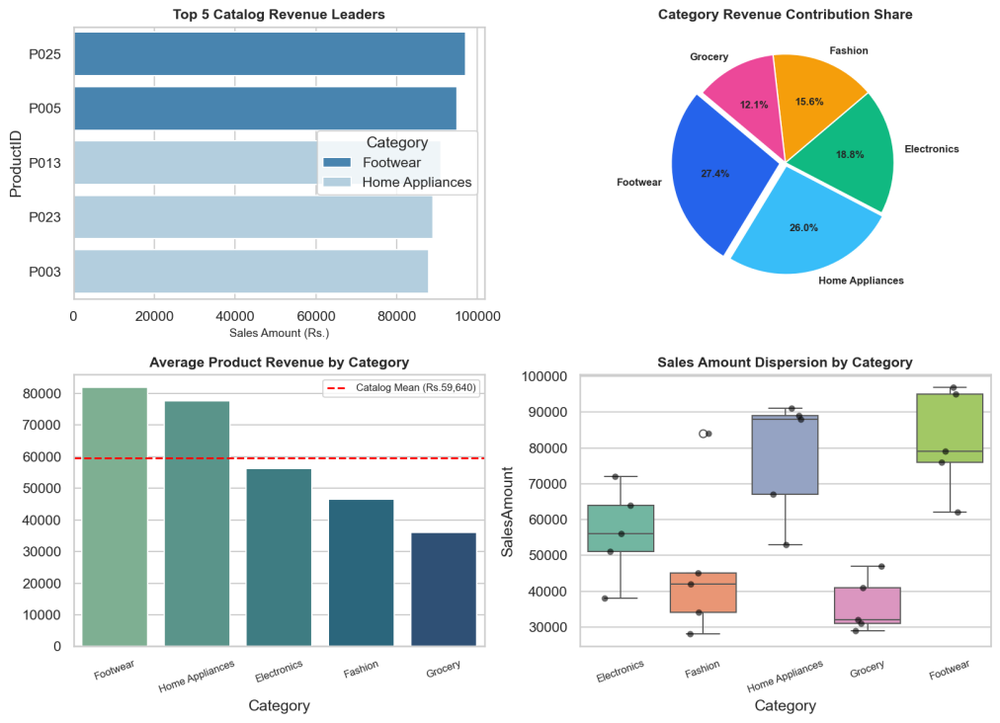 Top 5 Catalog Revenue Leaders
ProductID
P025
P005
P013
P023
P003
Category
Footwear
Home Appliances
0 20000 40000 60000 80000 100000
Sales Amount (Rs.)
Category Revenue Contribution Share
Fashion
Grocery
15.6%
12.1%
Electronics
18.8%
Footwear
27.4%
26.0%
Home Appliances
Average Product Revenue by Category
Catalog Mean (Rs.59,640)
80000
70000
60000
50000
40000
30000
20000
10000
0
Footwear Home Appliances Electronics Fashion Grocery
Category
Sales Amount Dispersion by Category
SalesAmount
100000
90000
80000
70000
60000
50000
40000
30000
Electronics Fashion Home Appliances Grocery Footwear
Category